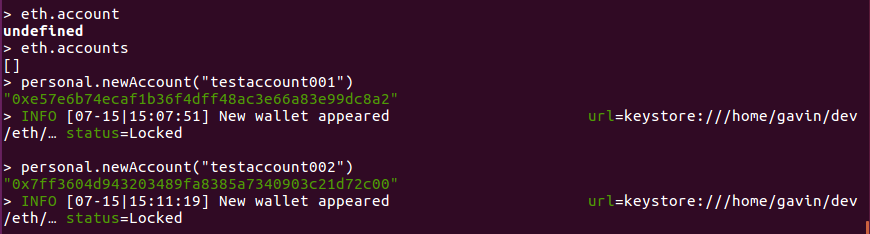 > eth.account
undefined
> eth.accounts
[]
> personal.newAccount("testaccount001")
"0xe57e6b74ecaf1b36f4dff48ac3e66a83e99dc8a2"
> INFO [07-15|15:07:51] New wallet appeared url=keystore:///home/gavin/dev
/eth/… status=Locked
> personal.newAccount("testaccount002")
"0x7ff3604d943203489fa8385a7340903c21d72c00"
> INFO [07-15|15:11:19] New wallet appeared url=keystore:///home/gavin/dev
/eth/… status=Locked